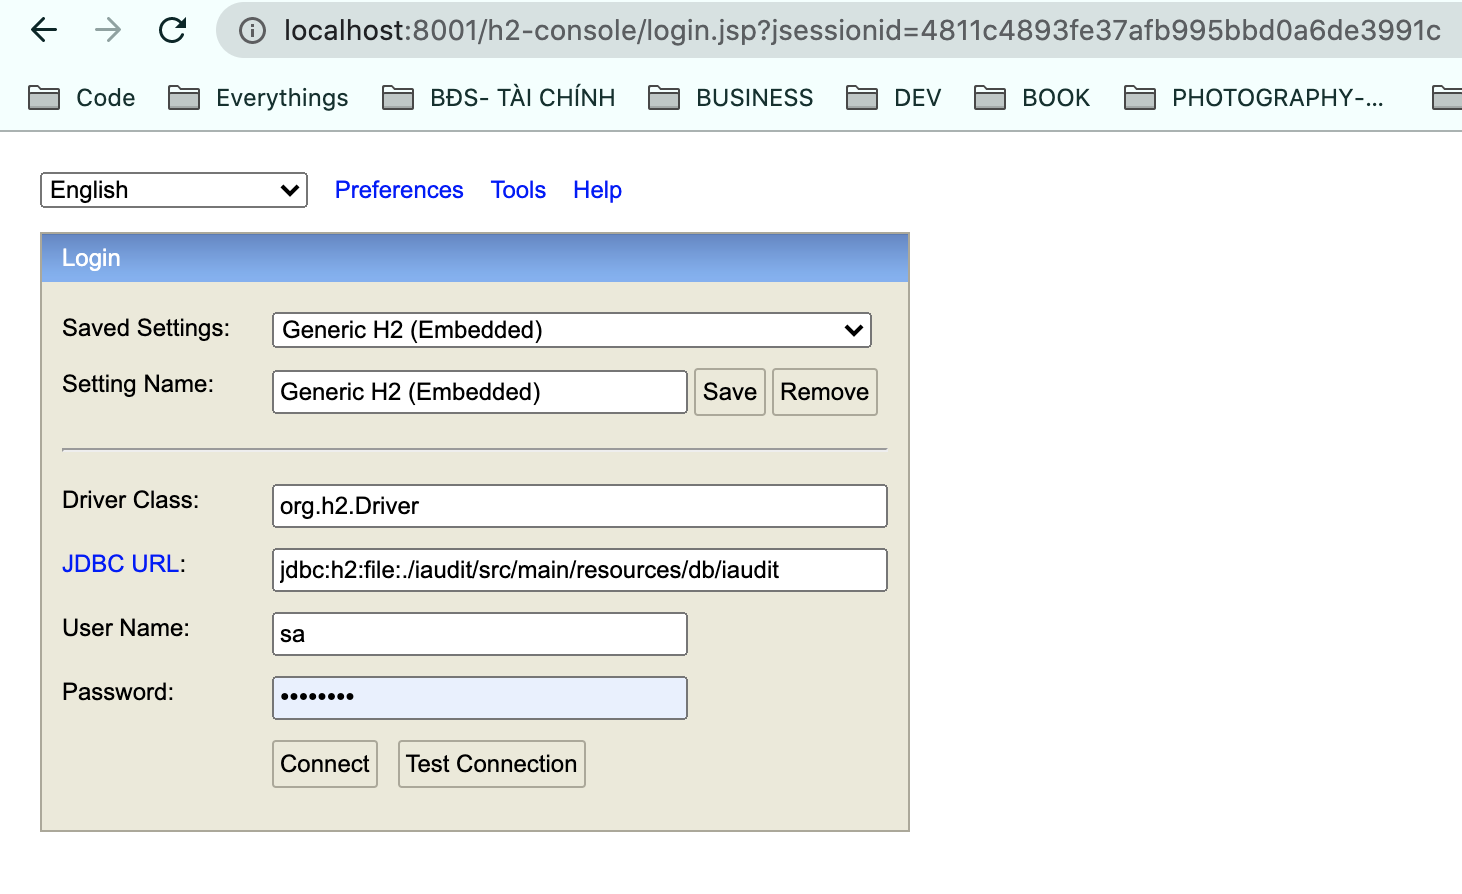 localhost:8001/h2-console/login.jsp?jsessionid=4811c4893fe37afb995bbd0a6de3991c
Code Everythings BĐS- TÀI CHÍNH BUSINESS DEV BOOK PHOTOGRAPHY-...
English Preferences Tools Help
Login
Saved Settings: Generic H2 (Embedded)
Setting Name: Generic H2 (Embedded) Save Remove
Driver Class: org.h2.Driver
JDBC URL: jdbc:h2:file:./iaudit/src/main/resources/db/iaudit
User Name: sa
Password: ••••••••
Connect Test Connection